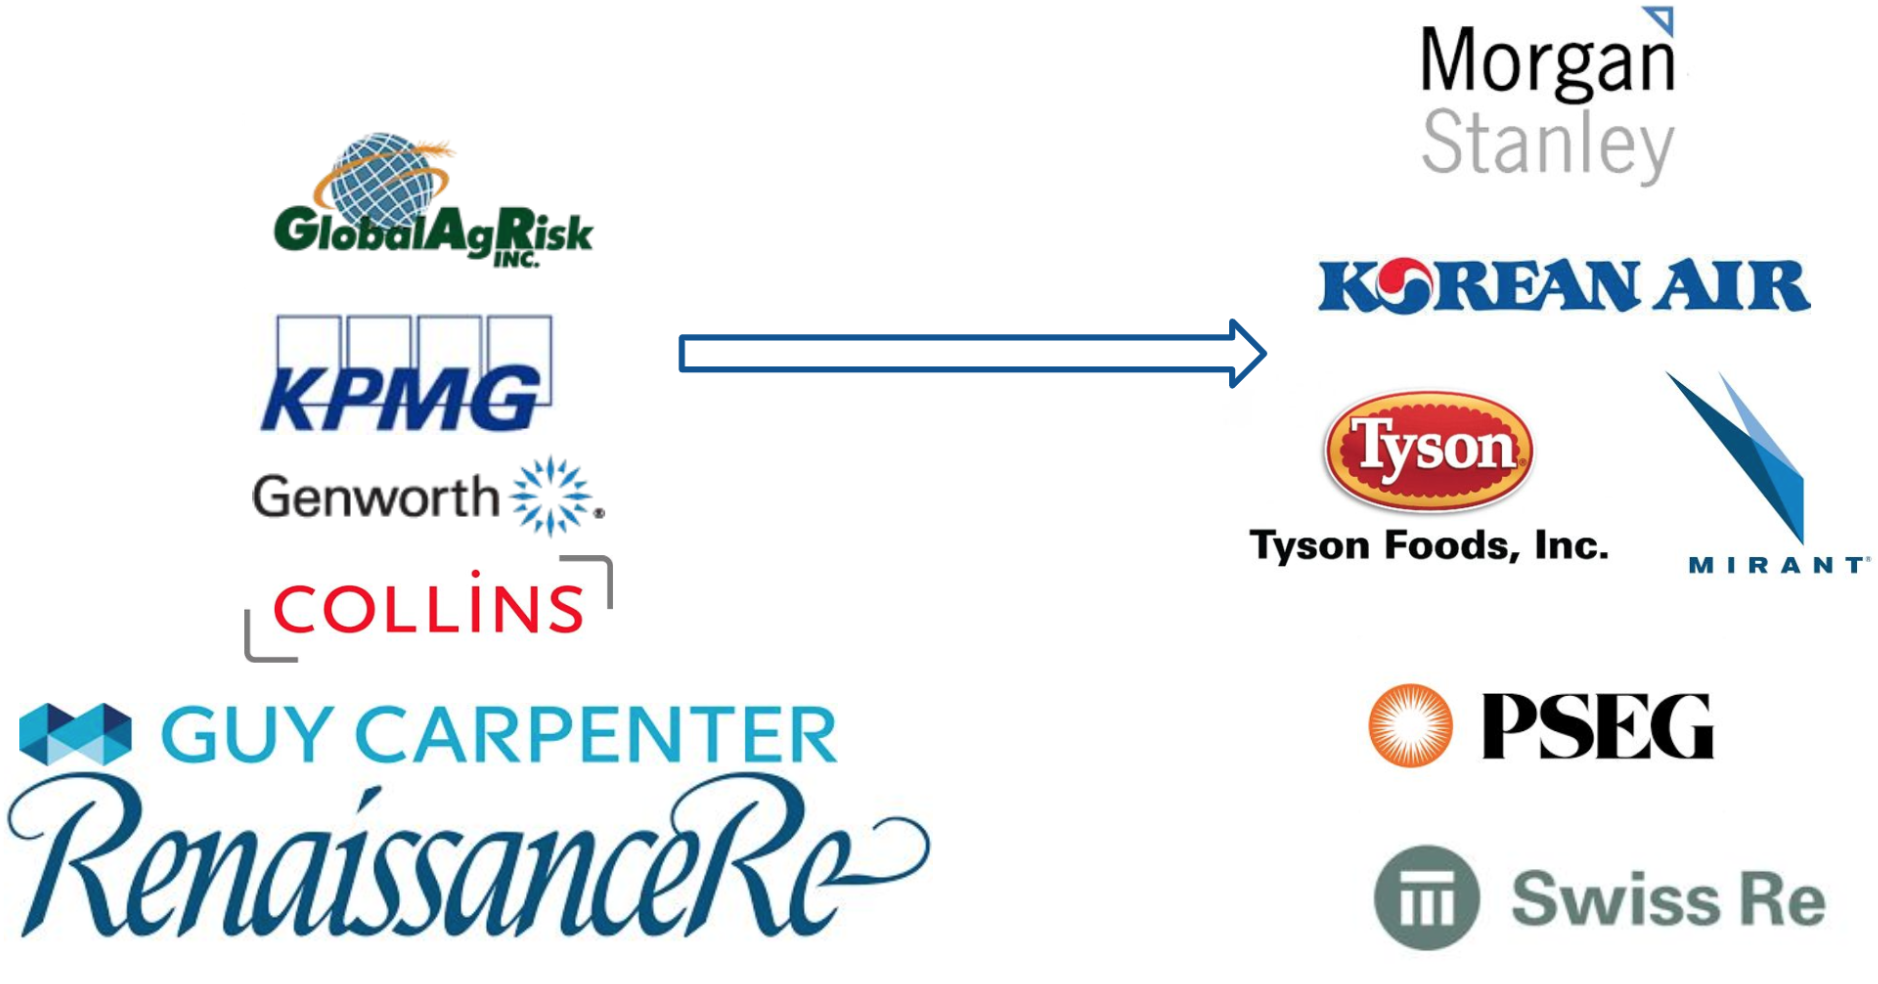 GlobalAgRisk
INC.
KPMG
Genworth ®
COLLINS
GUY CARPENTER
RenaissanceRe
Morgan
Stanley
KOREAN AIR
Tyson®
Tyson Foods, Inc.
MIRANT®
PSEG
Swiss Re